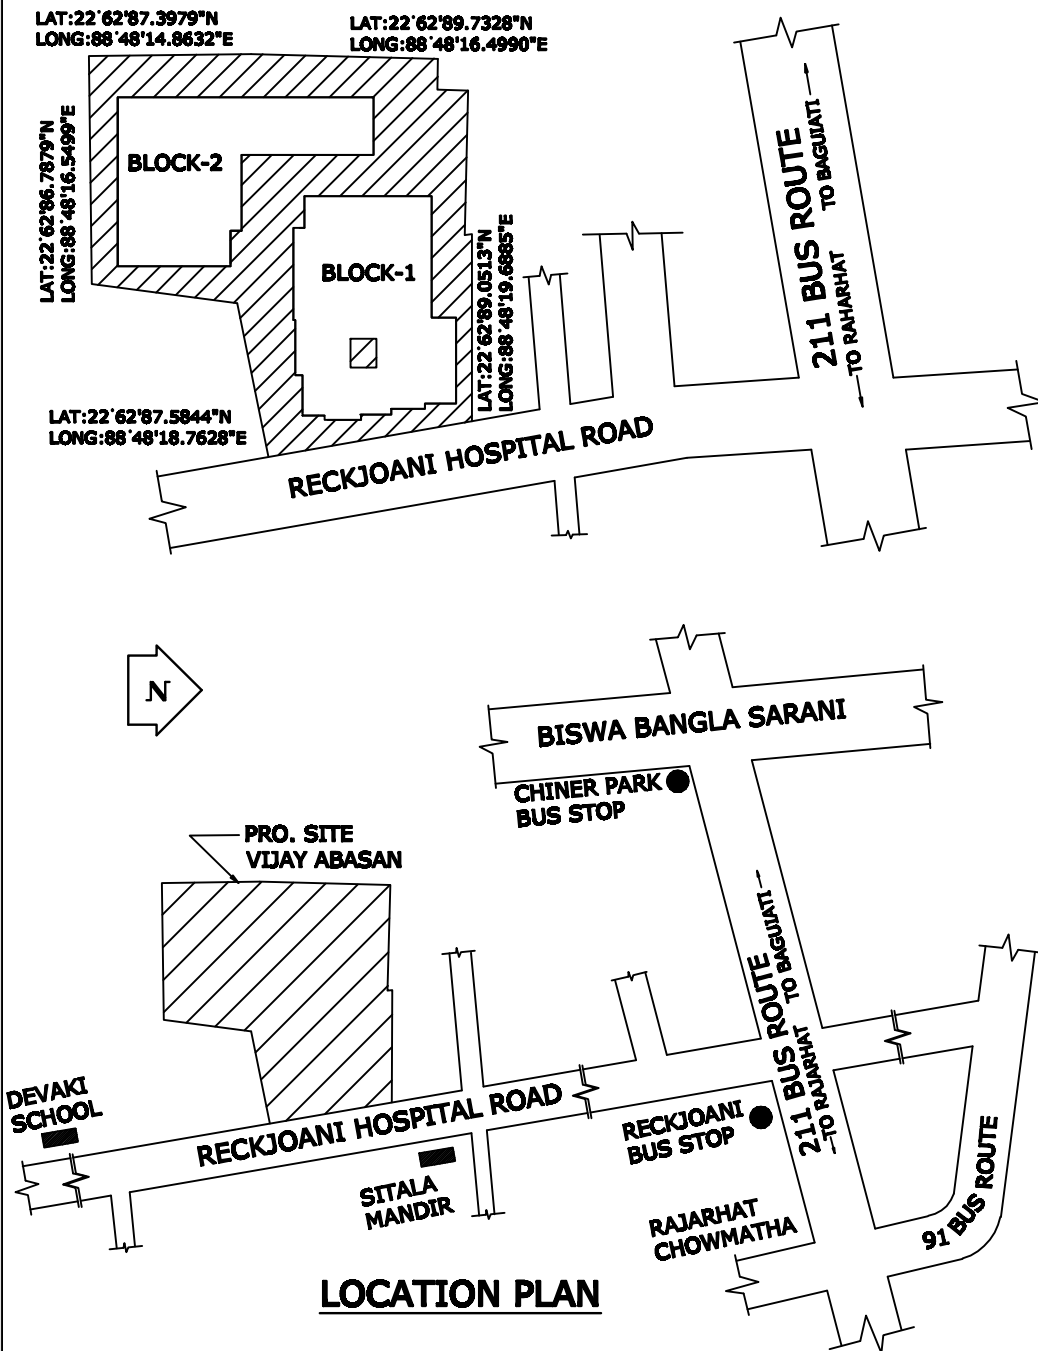 LAT:22°62'87.3979"N
LONG:88°48'14.8632"E
LAT:22°62'89.7328"N
LONG:88°48'16.4990"E
LAT:22°62'86.7879"N
LONG:88°48'16.5499"E
BLOCK-2
BLOCK-1
LAT:22°62'89.0513"N
LONG:88°48'19.6885"E
LAT:22°62'87.5844"N
LONG:88°48'18.7628"E
RECKJOANI HOSPITAL ROAD
211 BUS ROUTE
TO BAGUIATI
TO RAHARHAT
N
BISWA BANGLA SARANI
CHINER PARK
BUS STOP
PRO. SITE
VIJAY ABASAN
211 BUS ROUTE
TO BAGUIATI
TO RAJARHAT
DEVAKI
SCHOOL
RECKJOANI HOSPITAL ROAD
RECKJOANI
BUS STOP
SITALA
MANDIR
RAJARHAT
CHOWMATHA
91 BUS ROUTE
LOCATION PLAN